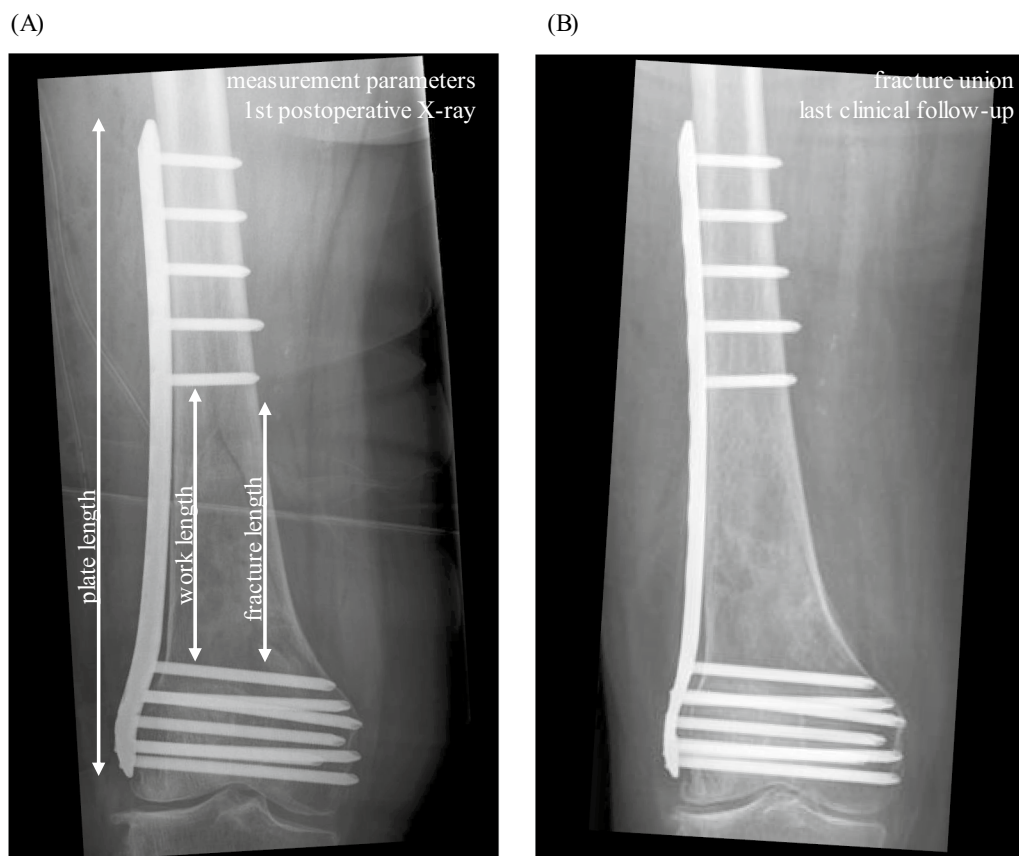 (A)
measurement parameters
1st postoperative X-ray
plate length
work length
fracture length
(B)
fracture union
last clinical follow-up